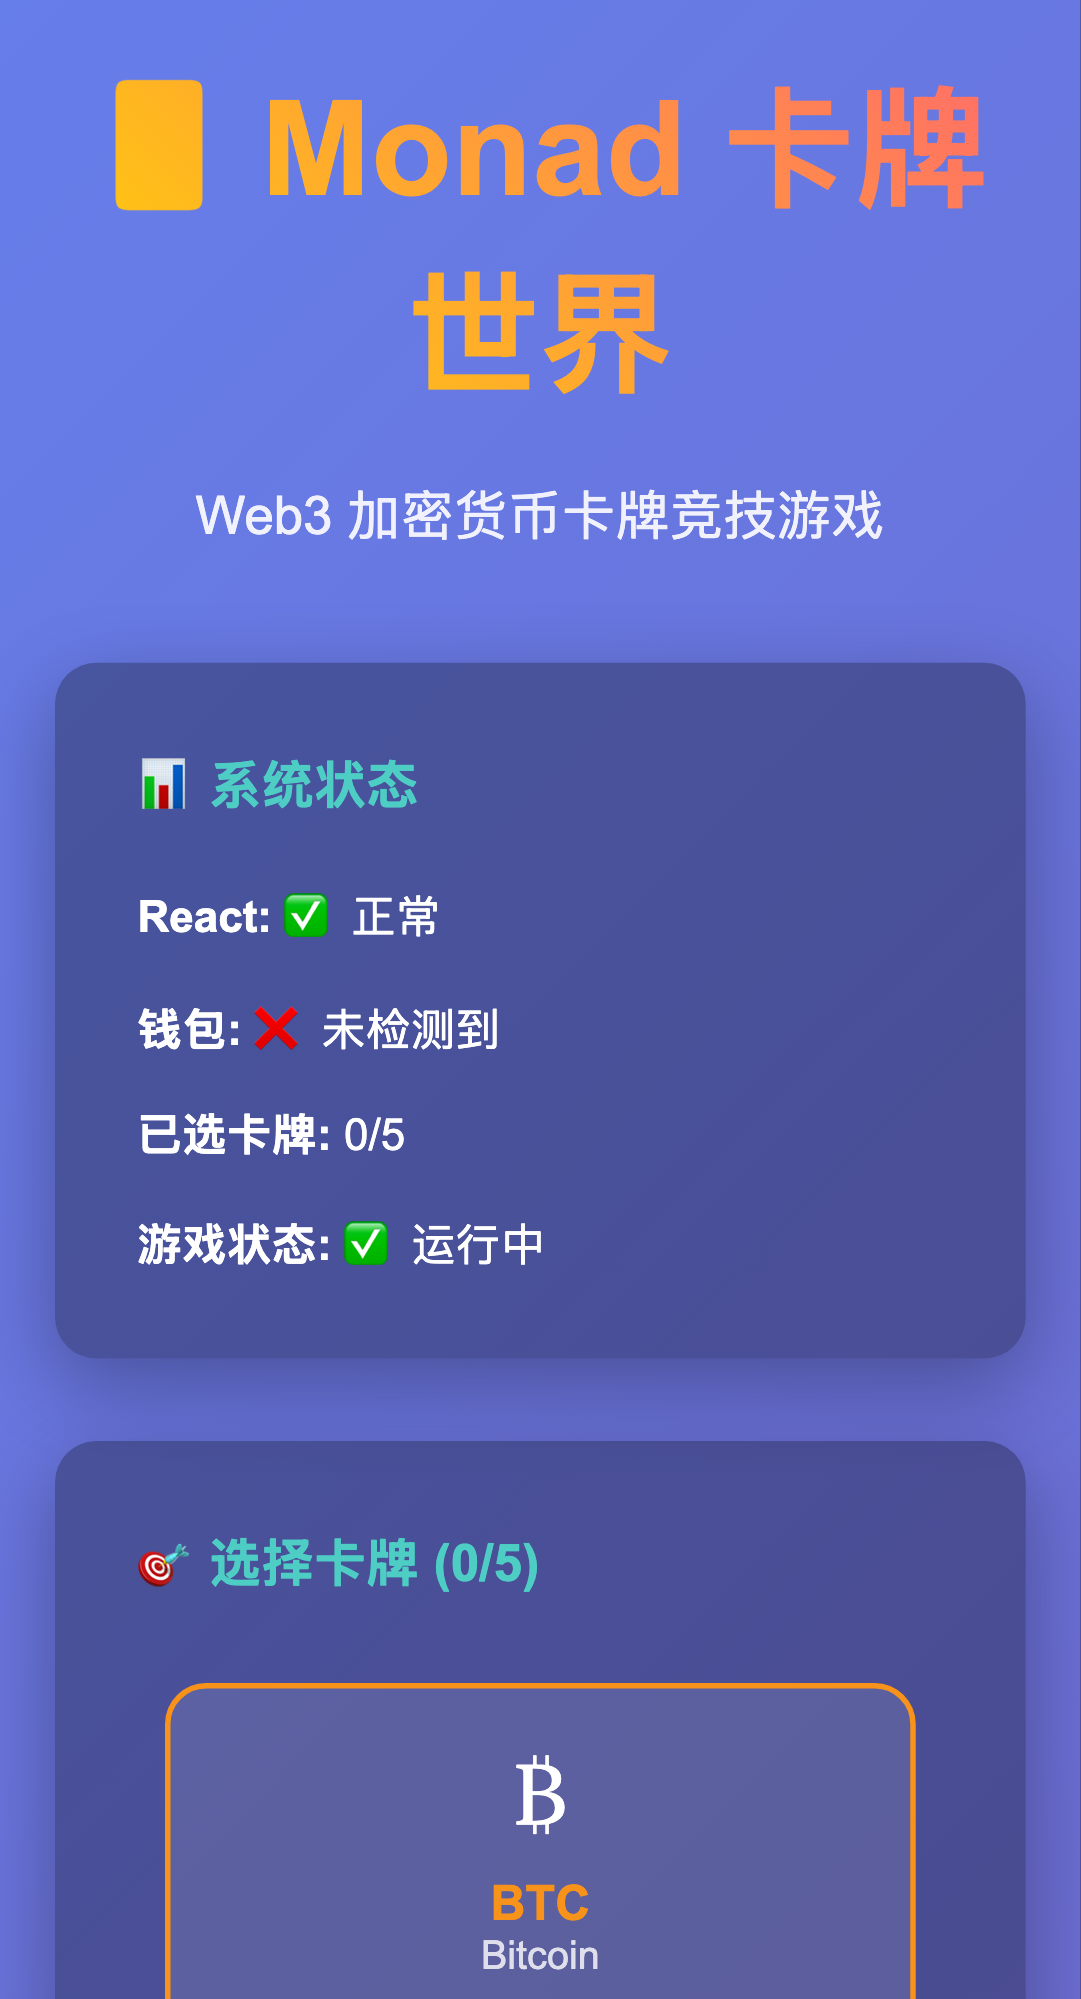 Monad 卡牌
世界
Web3 加密货币卡牌竞技游戏
📊 系统状态
React: ✅ 正常
钱包: ❌ 未检测到
已选卡牌: 0/5
游戏状态: ✅ 运行中
🎯 选择卡牌 (0/5)
₿
BTC
Bitcoin